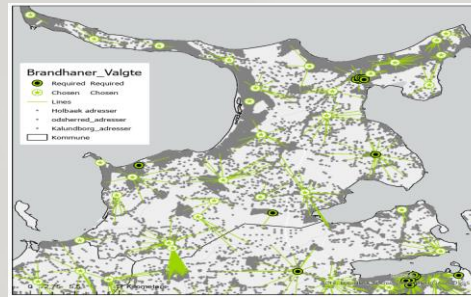 Brandhaner_Valgte
Required Required
Chosen Chosen
Lines
Holbaek adresser
odsherred_adresser
Kalundborg_adresser
Kommune